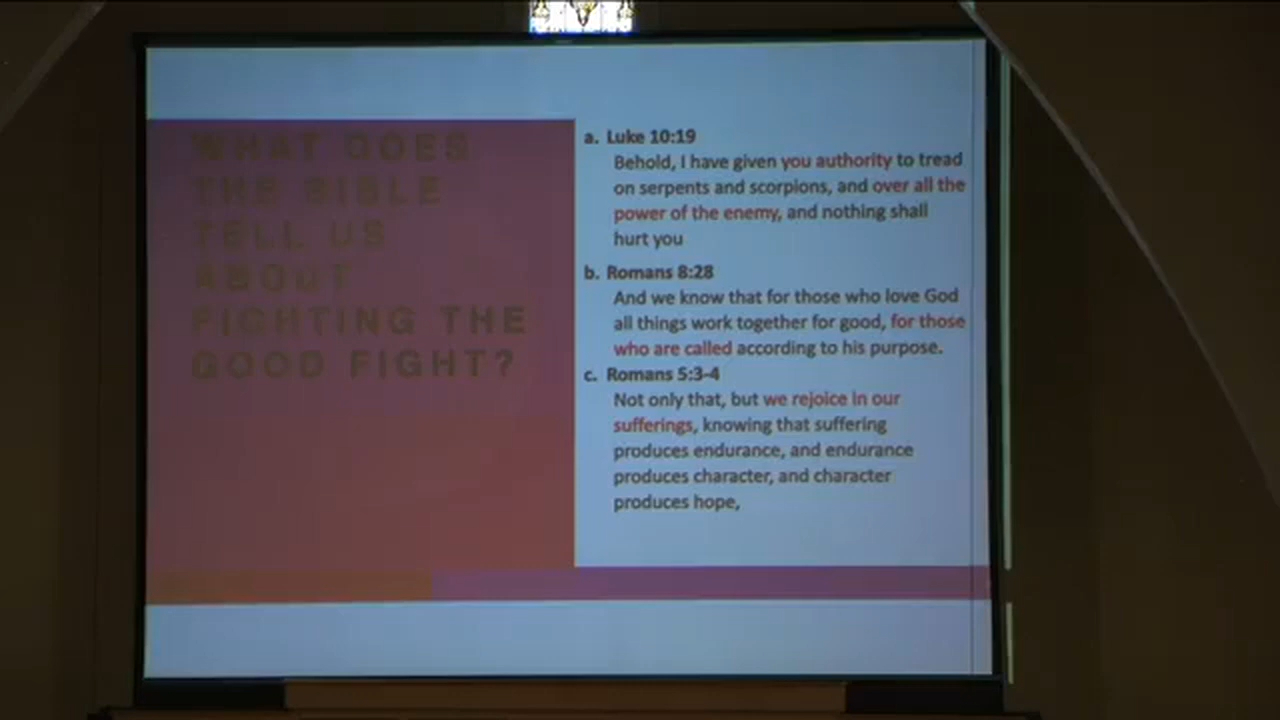 WHAT DOES
THE BIBLE
TELL US
ABOUT
FIGHTING THE
GOOD FIGHT?
a. Luke 10:19
Behold, I have given you authority to tread
on serpents and scorpions, and over all the
power of the enemy, and nothing shall
hurt you
b. Romans 8:28
And we know that for those who love God
all things work together for good, for those
who are called according to his purpose.
c. Romans 5:3-4
Not only that, but we rejoice in our
sufferings, knowing that suffering
produces endurance, and endurance
produces character, and character
produces hope,